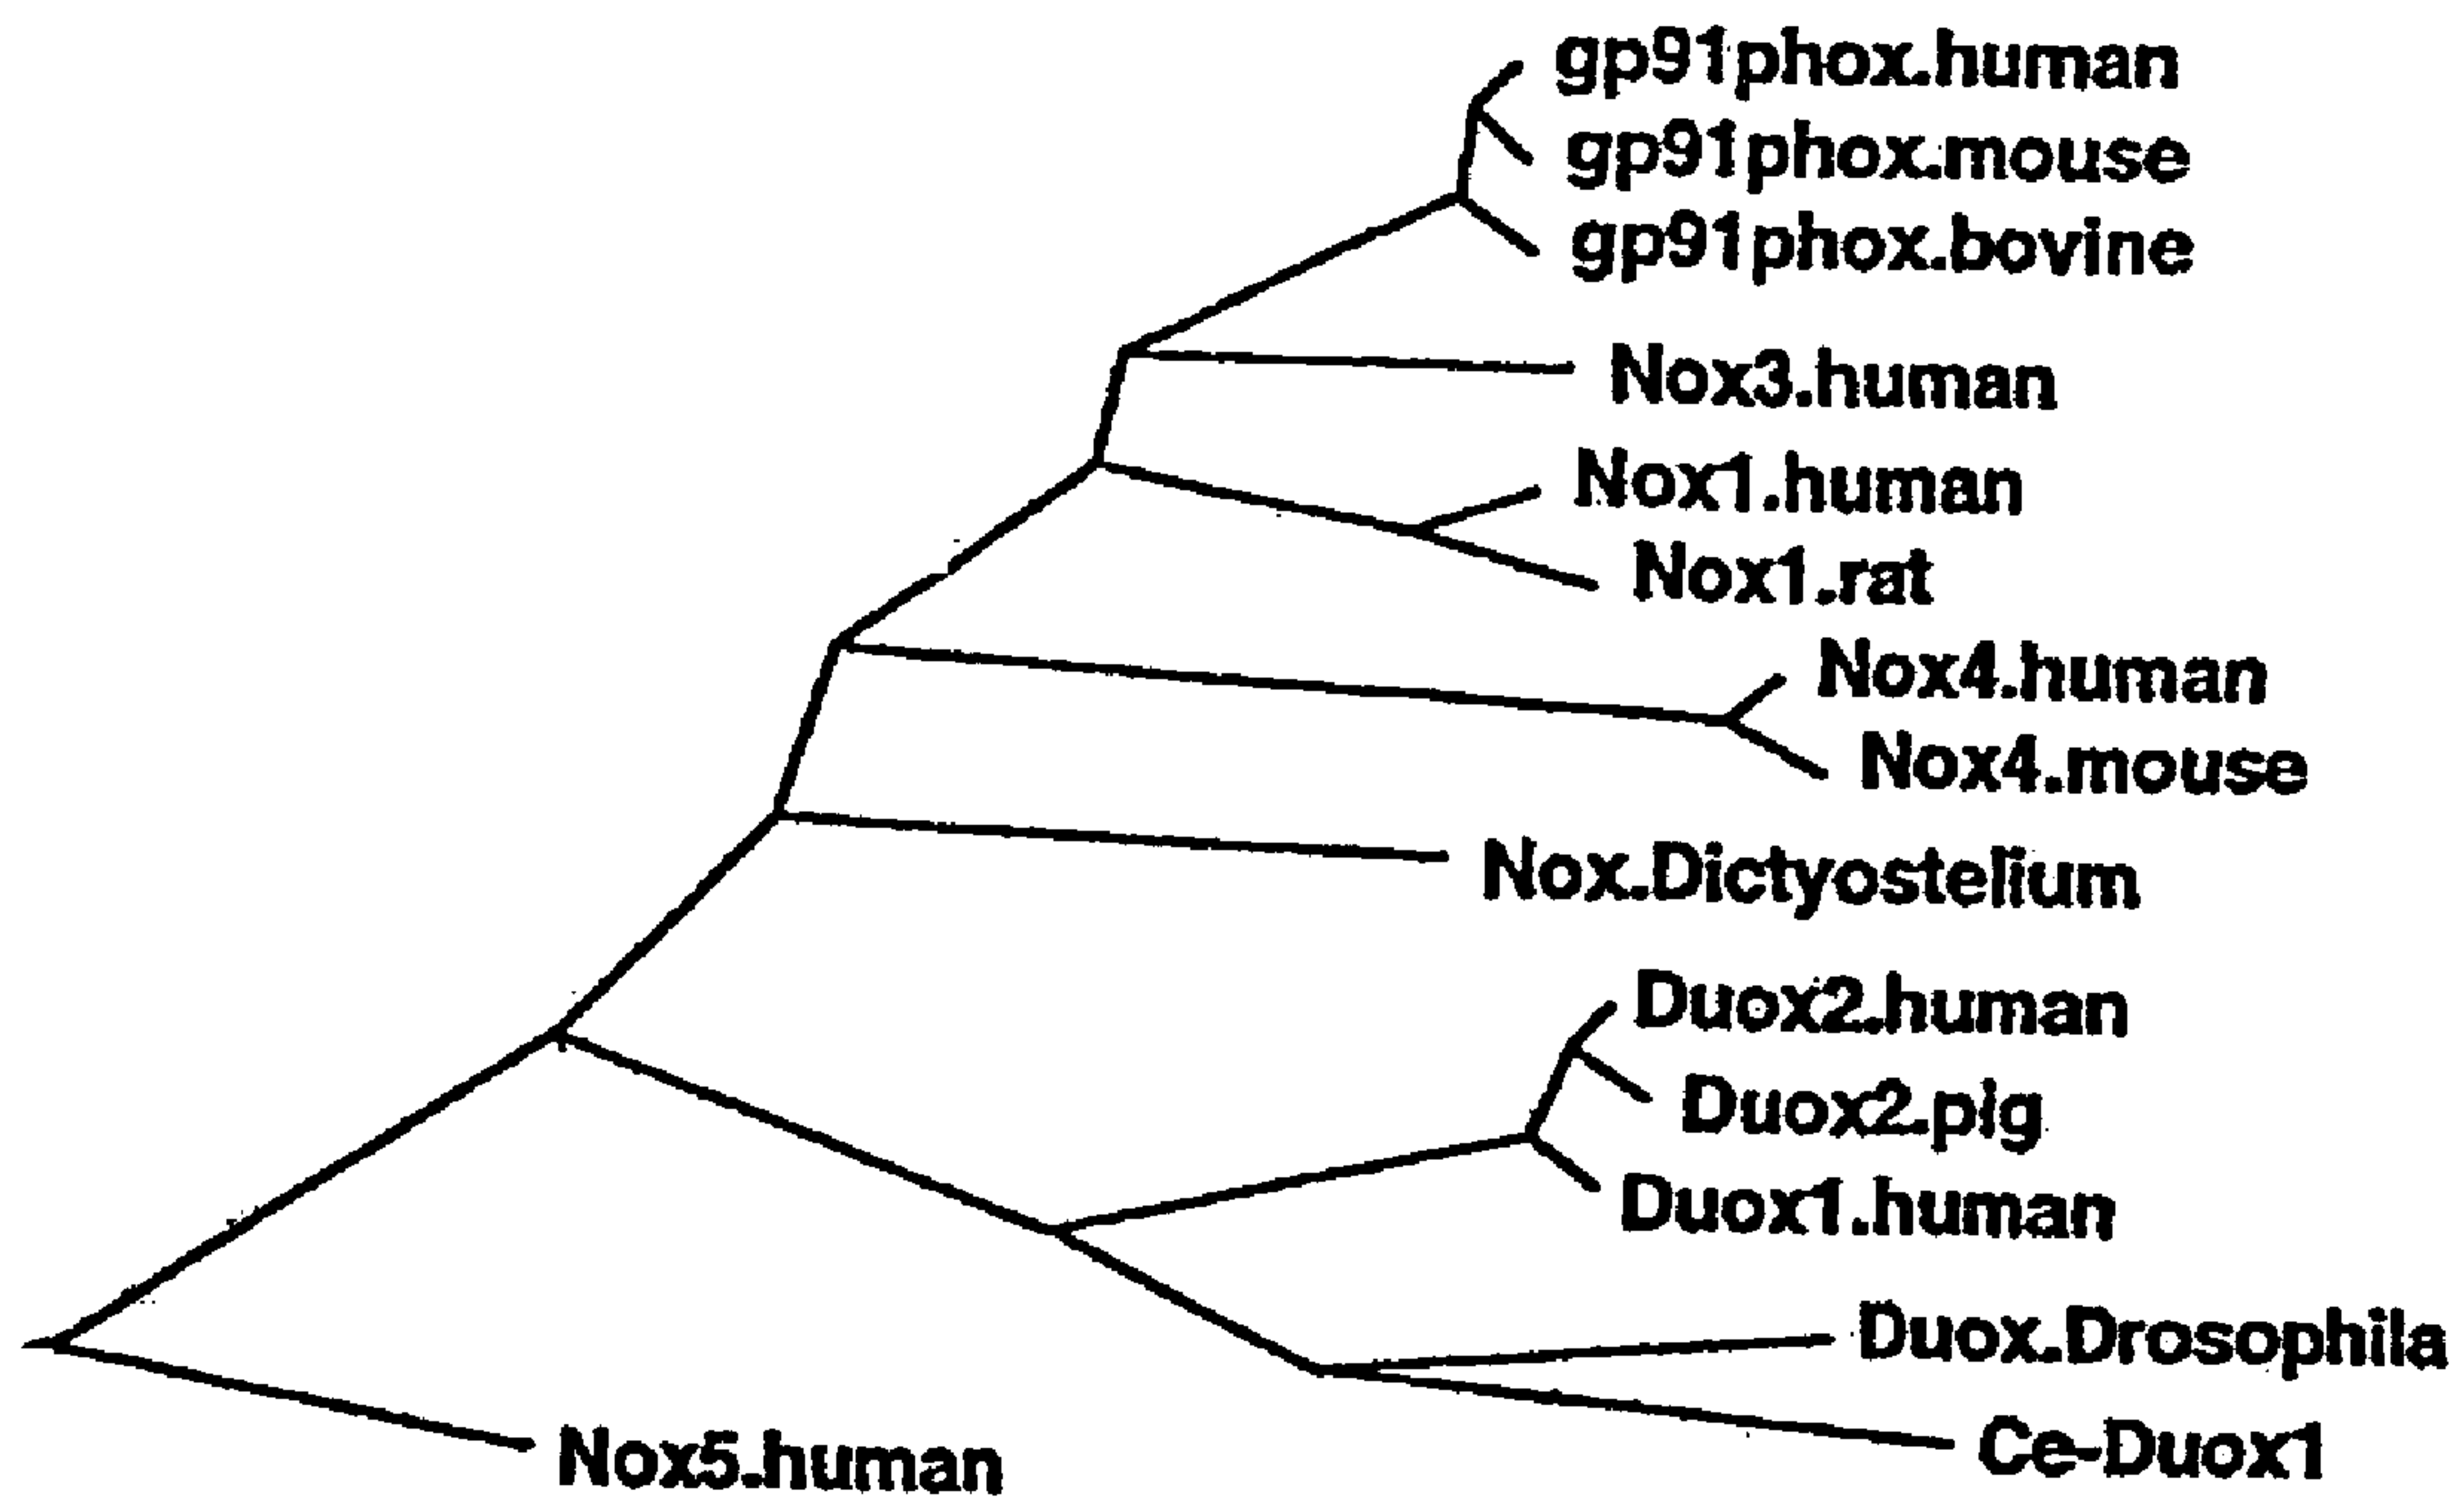 gp91phox.human
gp91phox.mouse
gp91phox.bovine
Nox3.human
Nox1.human
Nox1.rat
Nox4.human
Nox4.mouse
Nox.Dictyostelium
Duox2.human
Duox2.pig
Duox1.human
Duox.Drosophila
Ce-Duox1
Nox5.human